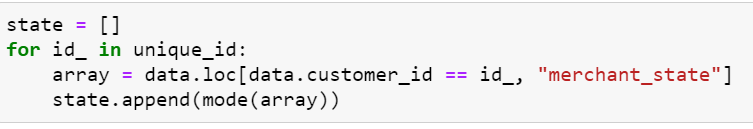 state = []
for id_ in unique_id:
    array = data.loc[data.customer_id == id_, "merchant_state"]
    state.append(mode(array))